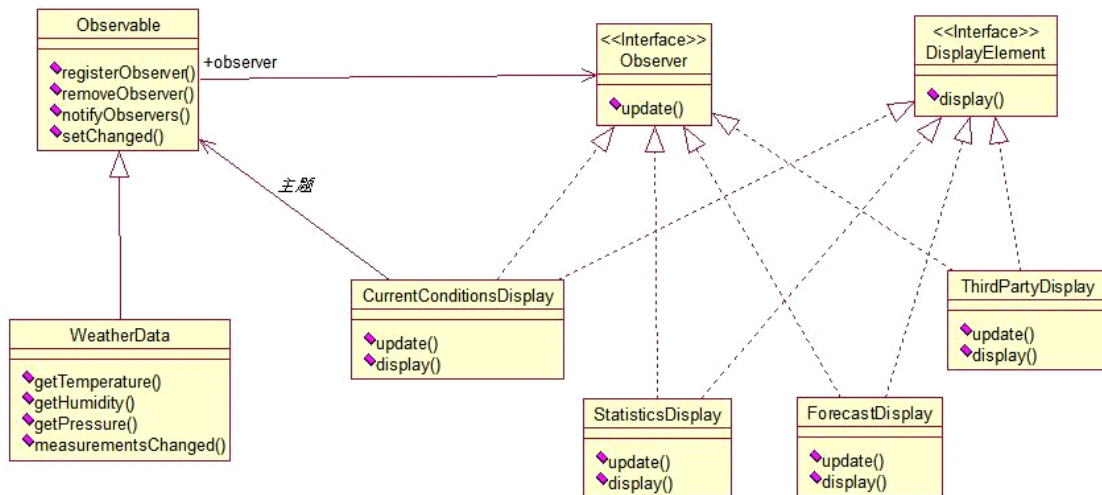 Observable
registerObserver()
removeObserver()
notifyObservers()
setChanged()
+observer
<<Interface>>
Observer
update()
<<Interface>>
DisplayElement
display()
主题
WeatherData
getTemperature()
getHumidity()
getPressure()
measurementsChanged()
CurrentConditionsDisplay
update()
display()
StatisticsDisplay
update()
display()
ForecastDisplay
update()
display()
ThirdPartyDisplay
update()
display()